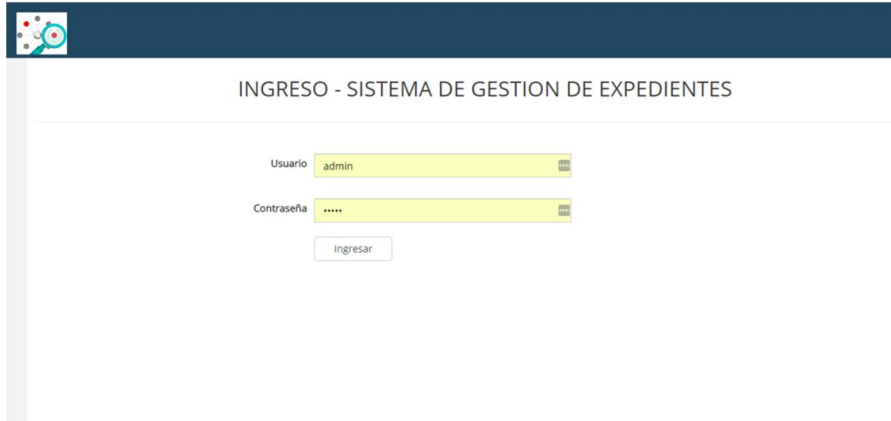 INGRESO - SISTEMA DE GESTION DE EXPEDIENTES
Usuario admin
Contraseña •••••
Ingresar